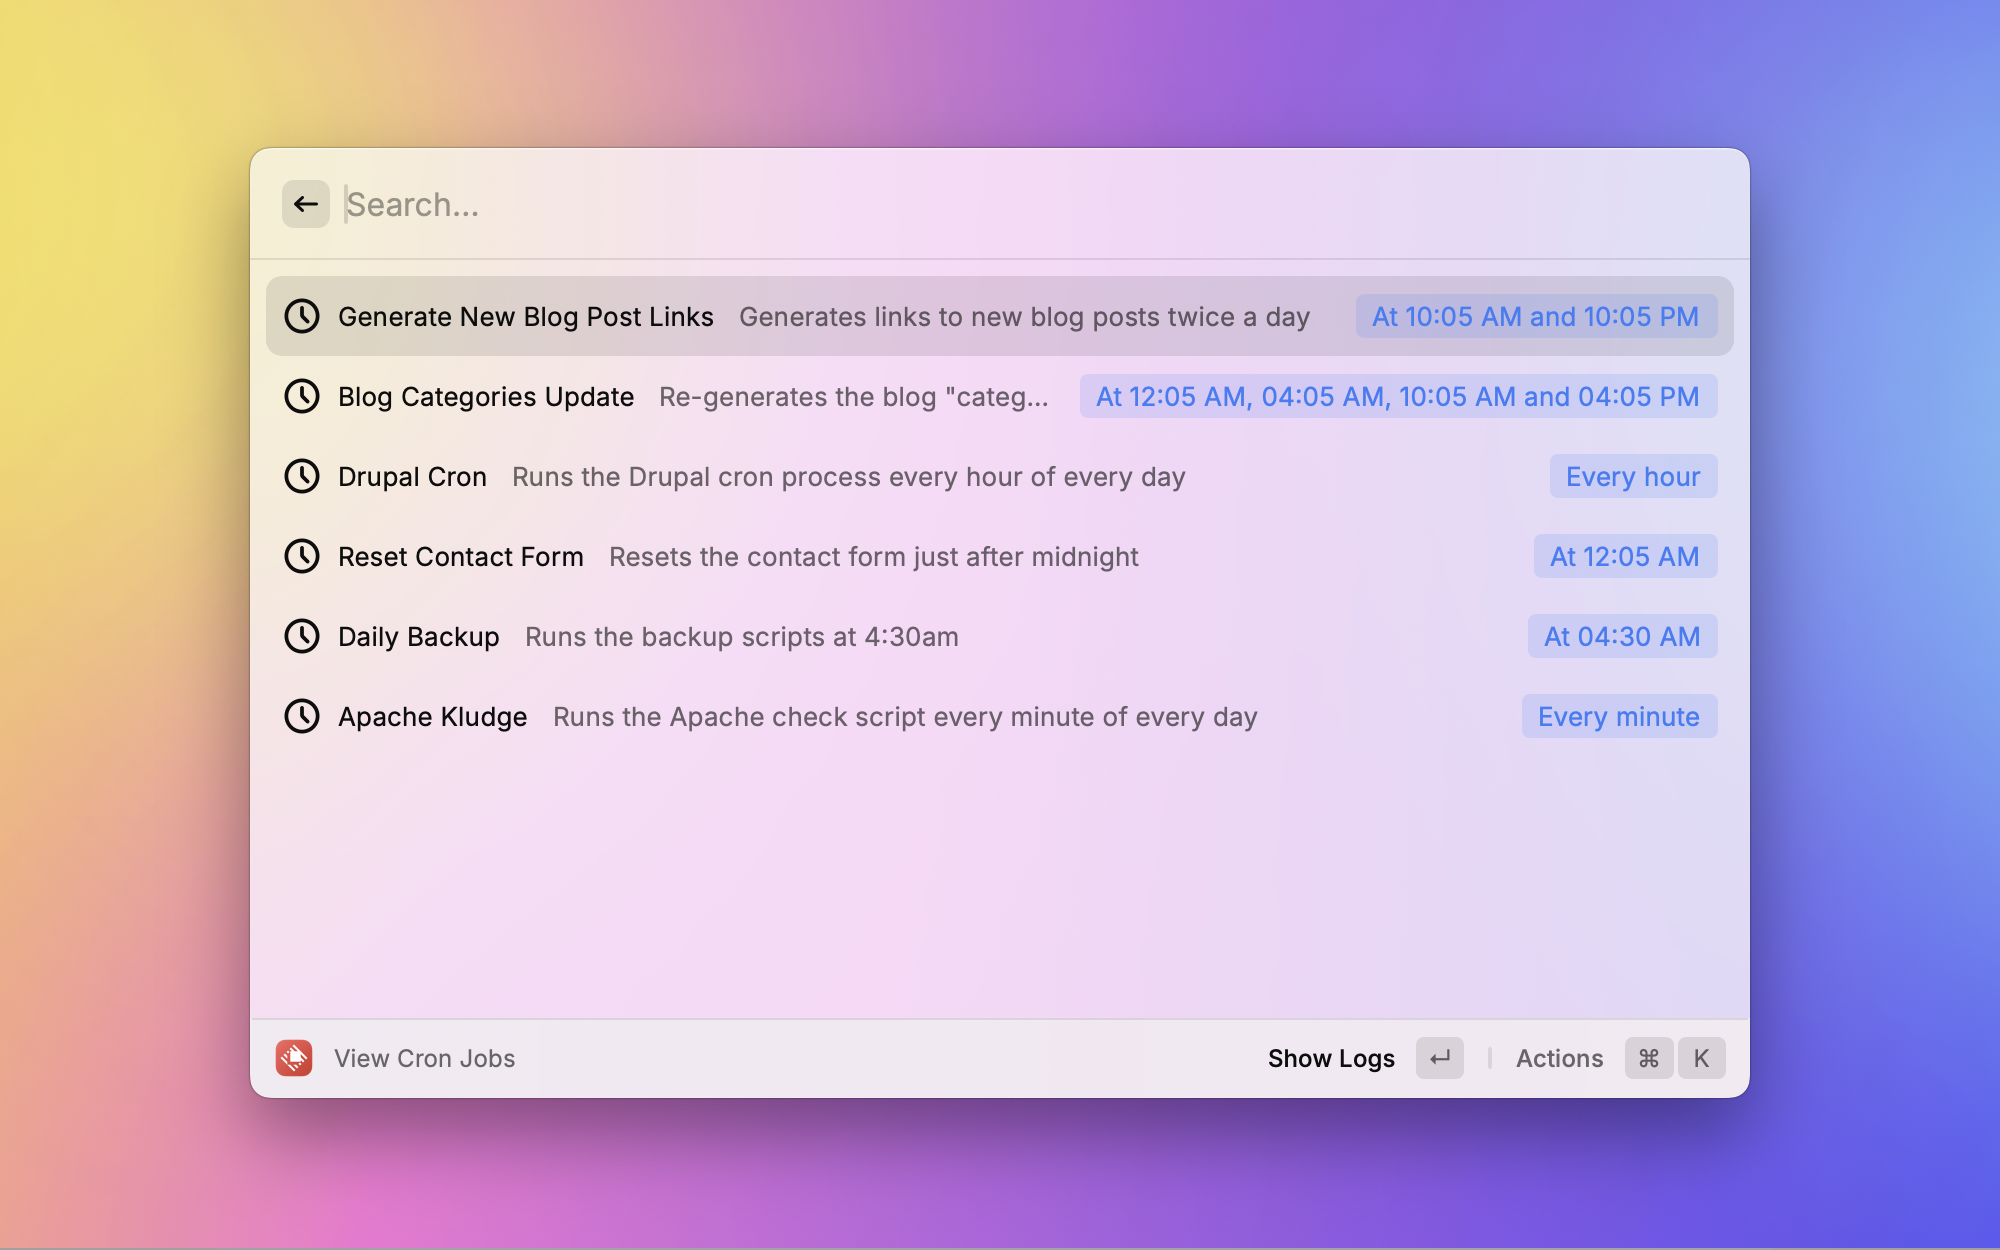 Search...
Generate New Blog Post Links Generates links to new blog posts twice a day At 10:05 AM and 10:05 PM
Blog Categories Update Re-generates the blog "categ... At 12:05 AM, 04:05 AM, 10:05 AM and 04:05 PM
Drupal Cron Runs the Drupal cron process every hour of every day Every hour
Reset Contact Form Resets the contact form just after midnight At 12:05 AM
Daily Backup Runs the backup scripts at 4:30am At 04:30 AM
Apache Kludge Runs the Apache check script every minute of every day Every minute
View Cron Jobs Show Logs ↵ Actions ⌘ K